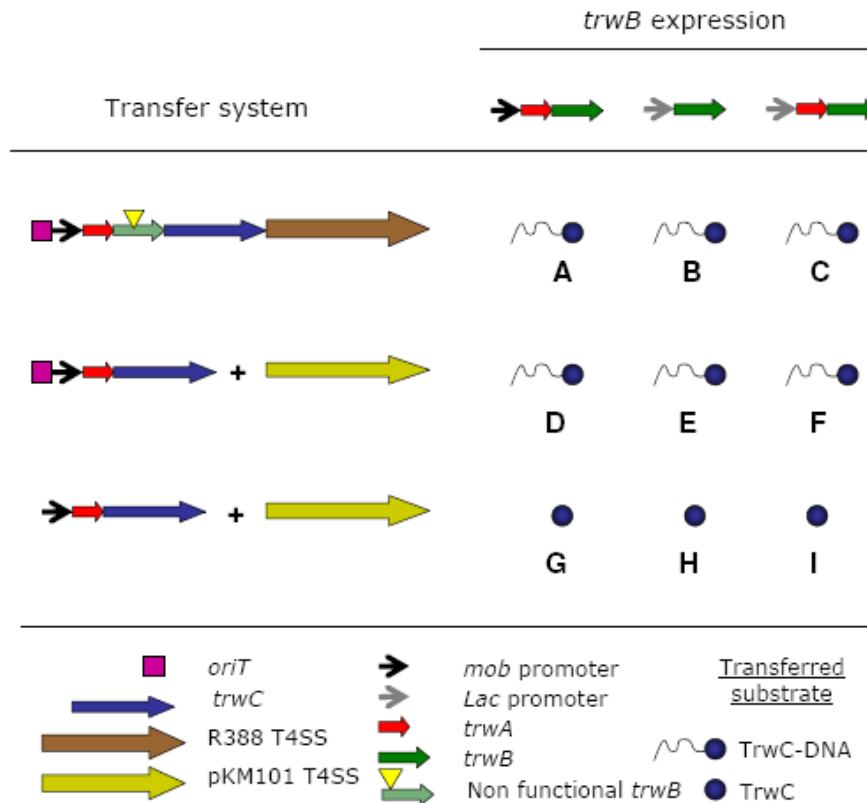 trwB expression
Transfer system
A B C
+
D E F
+
G H I
oriT
trwC
R388 T4SS
pKM101 T4SS
mob promoter
Lac promoter
trwA
trwB
Non functional trwB
Transferred
substrate
TrwC-DNA
TrwC